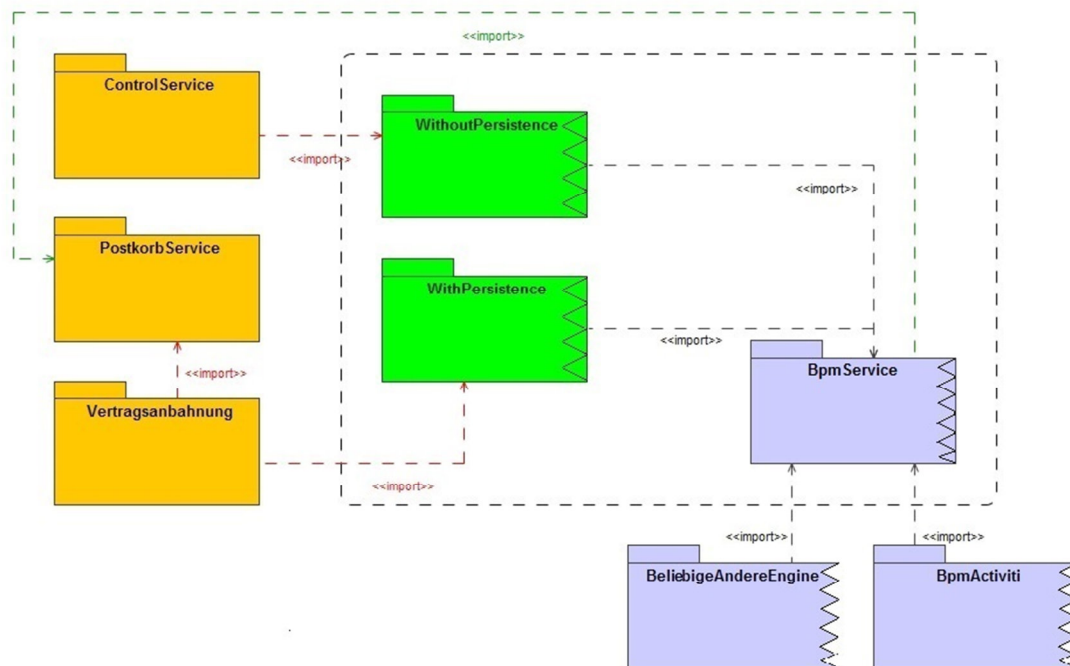 <<import>>
ControlService
WithoutPersistence
<<import>>
<<import>>
PostkorbService
WithPersistence
<<import>>
BpmService
<<import>>
Vertragsanbahnung
<<import>>
<<import>>
<<import>>
BeliebigeAndereEngine
BpmActiviti